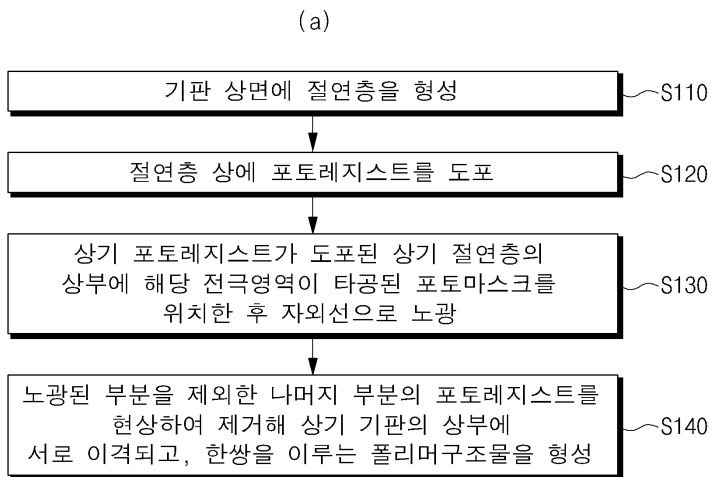 (a)
기판 상면에 절연층을 형성
S110
절연층 상에 포토레지스트를 도포
S120
상기 포토레지스트가 도포된 상기 절연층의
상부에 해당 전극영역이 타공된 포토마스크를
위치한 후 자외선으로 노광
S130
노광된 부분을 제외한 나머지 부분의 포토레지스트를
현상하여 제거해 상기 기판의 상부에
서로 이격되고, 한쌍을 이루는 폴리머구조물을 형성
S140